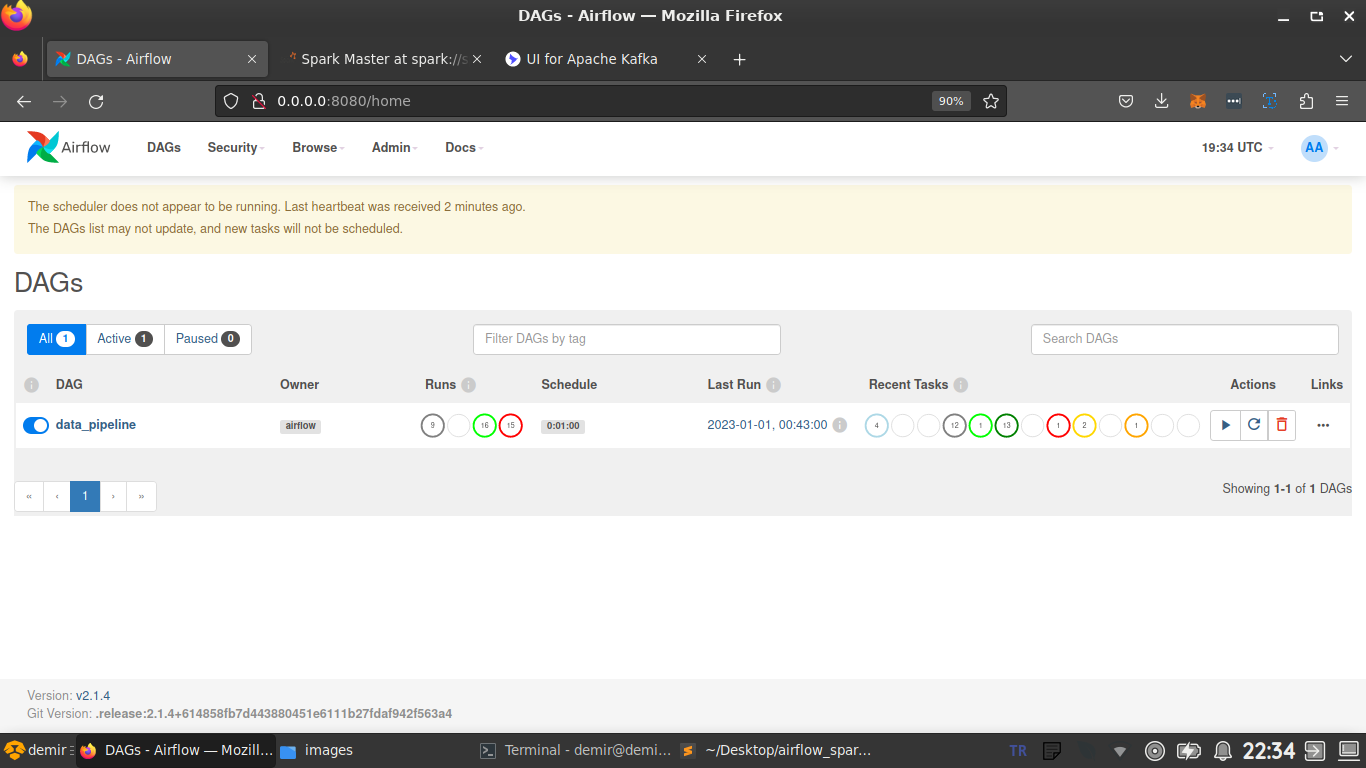 DAGs - Airflow — Mozilla Firefox
DAGs - Airflow
Spark Master at spark://s
UI for Apache Kafka
0.0.0.0:8080/home
90%
Airflow
DAGs
Security
Browse
Admin
Docs
19:34 UTC
AA
The scheduler does not appear to be running. Last heartbeat was received 2 minutes ago.
The DAGs list may not update, and new tasks will not be scheduled.
DAGs
All 1
Active 1
Paused 0
Filter DAGs by tag
Search DAGs
DAG
Owner
Runs
Schedule
Last Run
Recent Tasks
Actions
Links
data_pipeline
airflow
9
16
15
0:01:00
2023-01-01, 00:43:00
4
12
1
13
1
2
1
« ‹ 1 › »
Showing 1-1 of 1 DAGs
Version: v2.1.4
Git Version: .release:2.1.4+614858fb7d443880451e6111b27fdaf942f563a4
demir
DAGs - Airflow — Mozill...
images
Terminal - demir@demi...
~/Desktop/airflow_spar...
TR
22:34